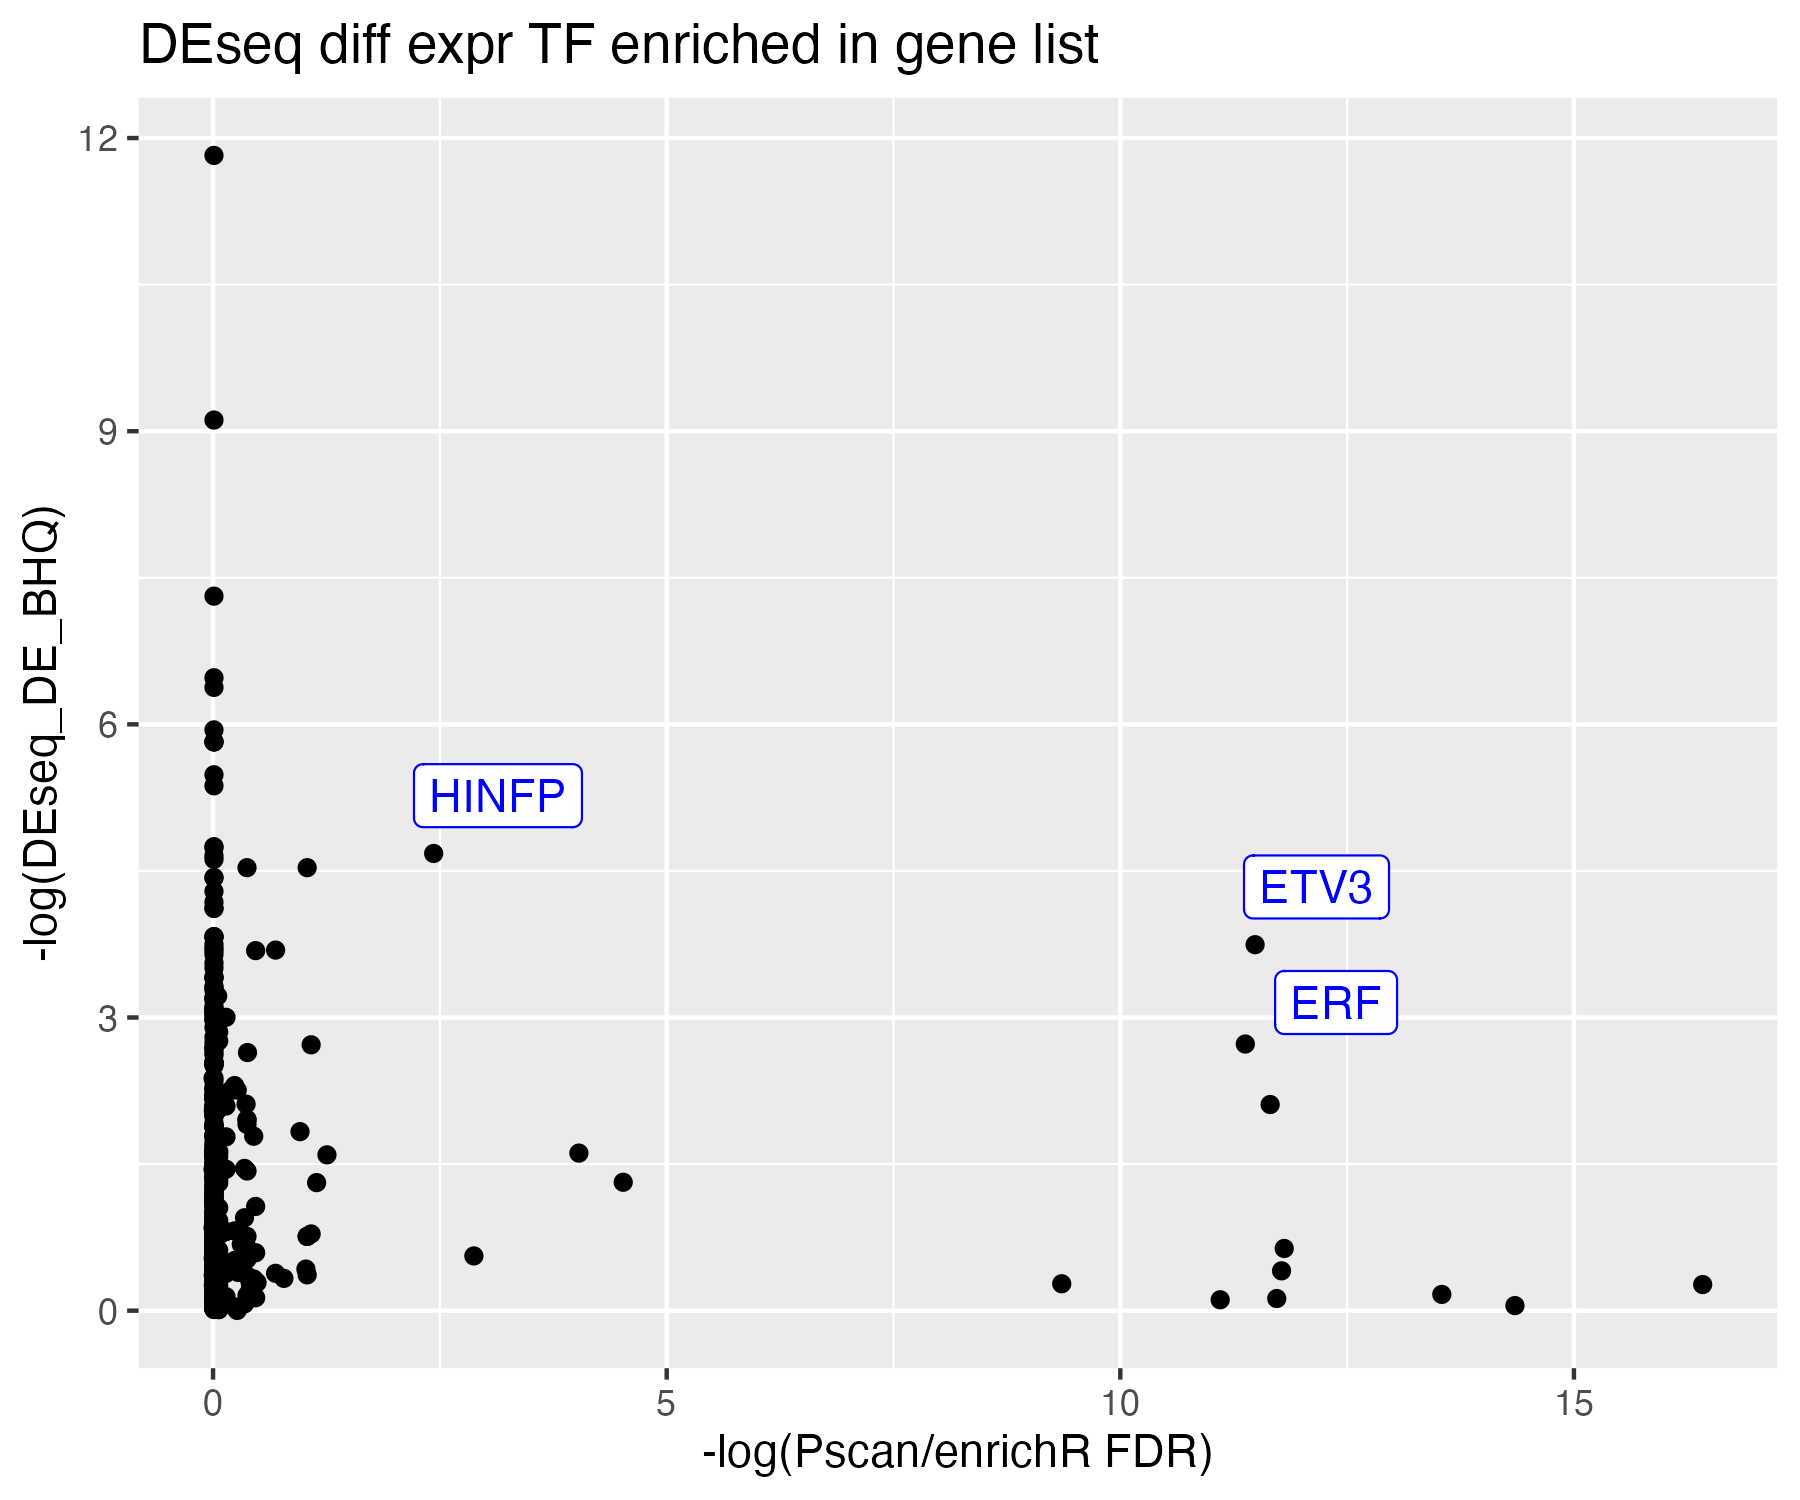 DEseq diff expr TF enriched in gene list
-log(DEseq_DE_BHQ)
12
9
6
3
0
HINFP
ETV3
ERF
0
5
10
15
-log(Pscan/enrichR FDR)